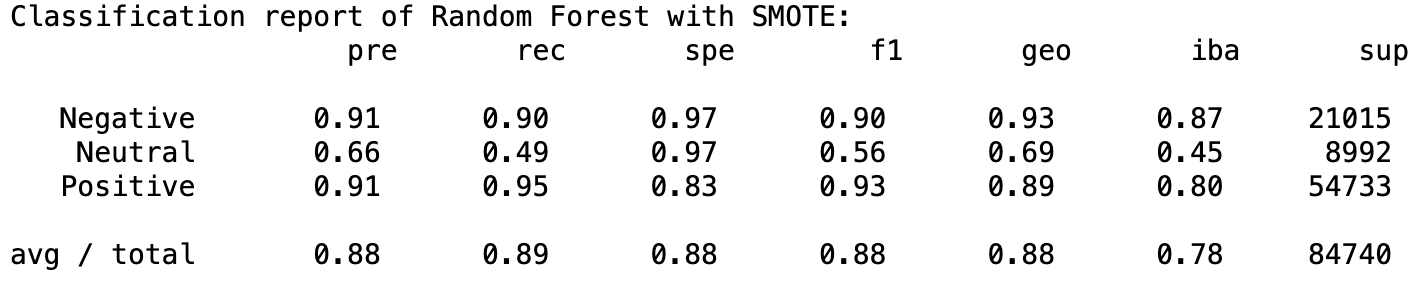 Classification report of Random Forest with SMOTE:
pre rec spe f1 geo iba sup
Negative 0.91 0.90 0.97 0.90 0.93 0.87 21015
Neutral 0.66 0.49 0.97 0.56 0.69 0.45 8992
Positive 0.91 0.95 0.83 0.93 0.89 0.80 54733
avg / total 0.88 0.89 0.88 0.88 0.88 0.78 84740